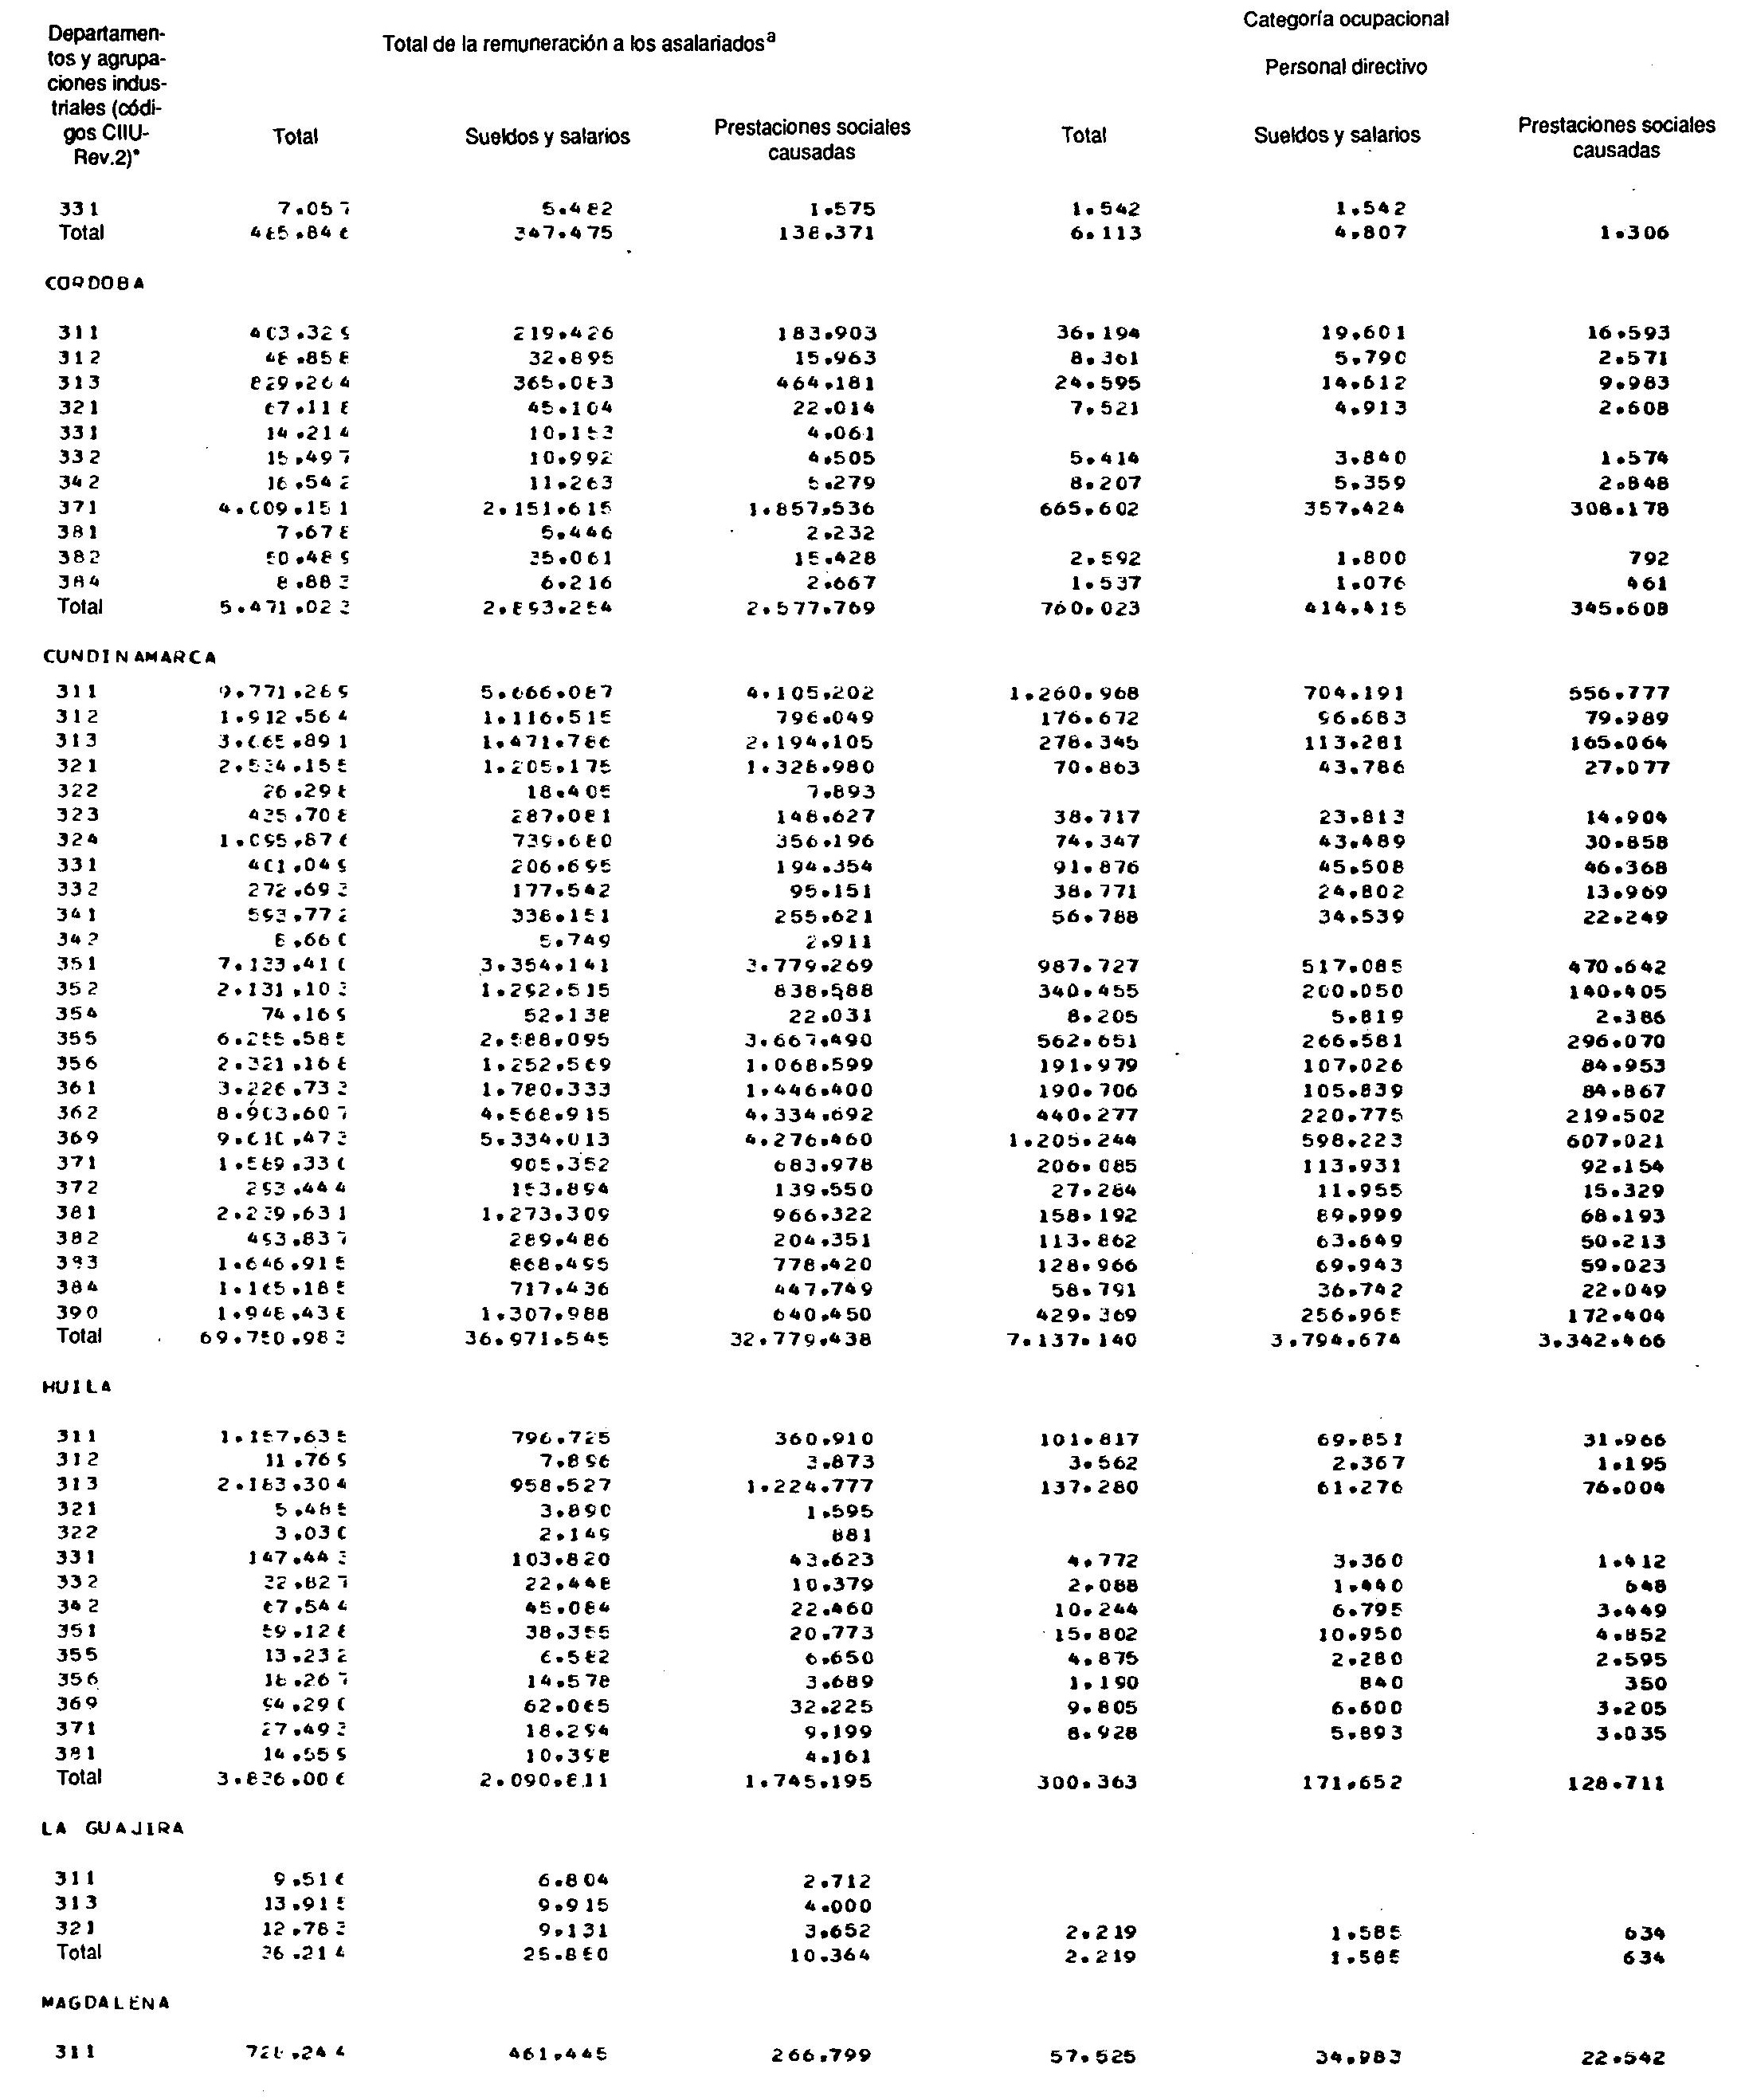 Departamen-
tos y agrupa-
ciones indus-
triales (códi-
gos CIIU-
Rev.2)*
Total de la remuneración a los asalariadosª
Categoría ocupacional
Personal directivo
Total Sueldos y salarios Prestaciones sociales causadas Total Sueldos y salarios Prestaciones sociales causadas
331 7.057 5.482 1.575 1.542 1.542
Total 485.846 347.475 138.371 6.113 4.807 1.306
CORDOBA
311 403.329 219.426 183.903 36.194 19.601 16.593
312 48.858 32.895 15.963 8.361 5.790 2.571
313 829.264 365.083 464.181 24.595 14.612 9.983
321 67.118 45.104 22.014 7.521 4.913 2.608
331 14.214 10.153 4.061
332 15.497 10.992 4.505 5.414 3.840 1.574
342 16.542 11.263 5.279 8.207 5.359 2.848
371 4.009.151 2.151.615 1.857.536 665.602 357.424 308.178
381 7.678 5.446 2.232
382 50.489 35.061 15.428 2.592 1.800 792
384 8.883 6.216 2.667 1.537 1.076 461
Total 5.471.023 2.893.254 2.577.769 760.023 414.415 345.608
CUNDINAMARCA
311 9.771.289 5.666.087 4.105.202 1.260.968 704.191 556.777
312 1.912.564 1.116.515 796.049 176.672 96.683 79.989
313 3.665.891 1.471.786 2.194.105 278.345 113.281 165.064
321 2.534.155 1.205.175 1.328.980 70.863 43.786 27.077
322 26.298 18.405 7.893
323 435.708 287.081 148.627 38.717 23.813 14.904
324 1.095.876 739.680 356.196 74.347 43.489 30.858
331 401.049 206.695 194.354 91.876 45.508 46.368
332 272.693 177.542 95.151 38.771 24.802 13.969
341 593.772 338.151 255.621 56.788 34.539 22.249
342 8.660 5.749 2.911
351 7.133.410 3.354.141 3.779.269 987.727 517.085 470.642
352 2.131.103 1.292.515 838.588 340.455 200.050 140.405
354 74.169 52.138 22.031 8.205 5.819 2.386
355 6.255.585 2.588.095 3.667.490 562.651 266.581 296.070
356 2.321.168 1.252.569 1.068.599 191.979 107.026 84.953
361 3.226.733 1.780.333 1.446.400 190.706 105.839 84.867
362 8.903.607 4.568.915 4.334.692 440.277 220.775 219.502
369 9.610.473 5.334.013 4.276.460 1.205.244 598.223 607.021
371 1.589.330 905.352 683.978 206.085 113.931 92.154
372 293.444 153.894 139.550 27.284 11.955 15.329
381 2.239.631 1.273.309 966.322 158.192 89.999 68.193
382 493.837 289.486 204.351 113.862 63.649 50.213
383 1.646.915 868.495 778.420 128.966 69.943 59.023
384 1.165.185 717.436 447.749 58.791 36.742 22.049
390 1.948.438 1.307.988 640.450 429.369 256.965 172.404
Total 69.750.983 36.971.545 32.779.438 7.137.140 3.794.674 3.342.466
HUILA
311 1.157.635 796.725 360.910 101.817 69.851 31.966
312 11.769 7.896 3.873 3.562 2.367 1.195
313 2.183.304 958.527 1.224.777 137.280 61.276 76.004
321 5.485 3.890 1.595
322 3.030 2.149 881
331 147.443 103.820 43.623 4.772 3.360 1.412
332 32.827 22.448 10.379 2.088 1.440 648
342 67.544 45.084 22.460 10.244 6.795 3.449
351 59.128 38.355 20.773 15.802 10.950 4.852
355 13.232 6.582 6.650 4.875 2.280 2.595
356 18.267 14.578 3.689 1.190 840 350
369 94.290 62.065 32.225 9.805 6.600 3.205
371 27.493 18.294 9.199 8.928 5.893 3.035
381 14.559 10.398 4.161
Total 3.836.006 2.090.811 1.745.195 300.363 171.652 128.711
LA GUAJIRA
311 9.516 6.804 2.712
313 13.915 9.915 4.000
321 12.783 9.131 3.652 2.219 1.585 634
Total 36.214 25.850 10.364 2.219 1.585 634
MAGDALENA
311 728.244 461.445 266.799 57.525 34.983 22.542